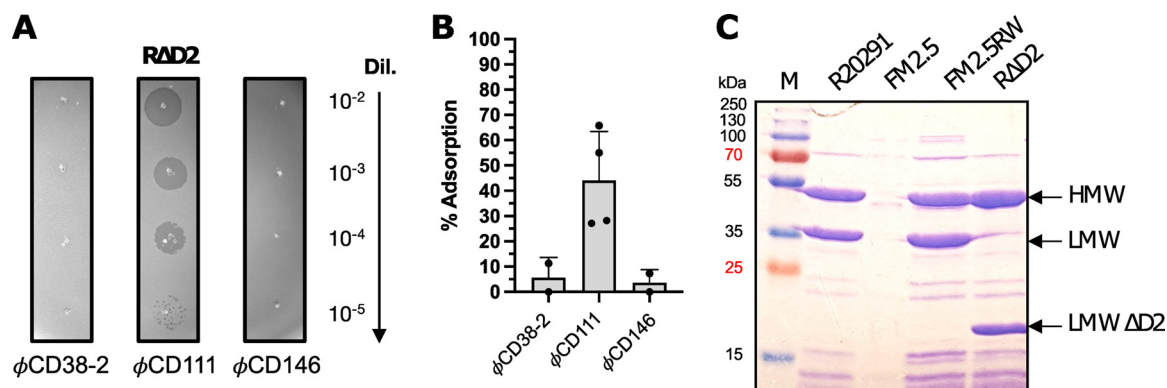 A
RΔD2
Dil.
10-2
10-3
10-4
10-5
ϕCD38-2
ϕCD111
ϕCD146
B
% Adsorption
100
90
80
70
60
50
40
30
20
10
0
ϕCD38-2
ϕCD111
ϕCD146
C
kDa
M
R20291
FM2.5
FM2.5RW
RΔD2
250
130
100
70
55
35
25
15
HMW
LMW
LMW ΔD2